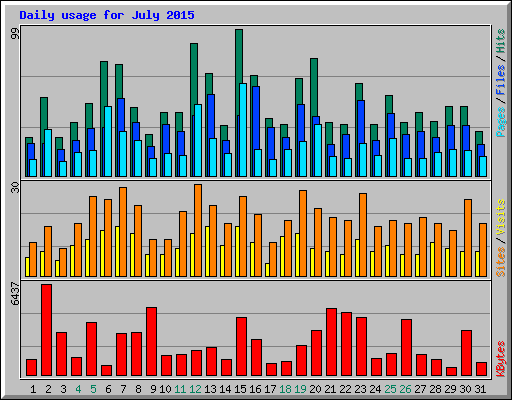 Daily usage for July 2015
99
Pages / Files / Hits
30
Sites / Visits
6437
KBytes
1 2 3 4 5 6 7 8 9 10 11 12 13 14 15 16 17 18 19 20 21 22 23 24 25 26 27 28 29 30 31